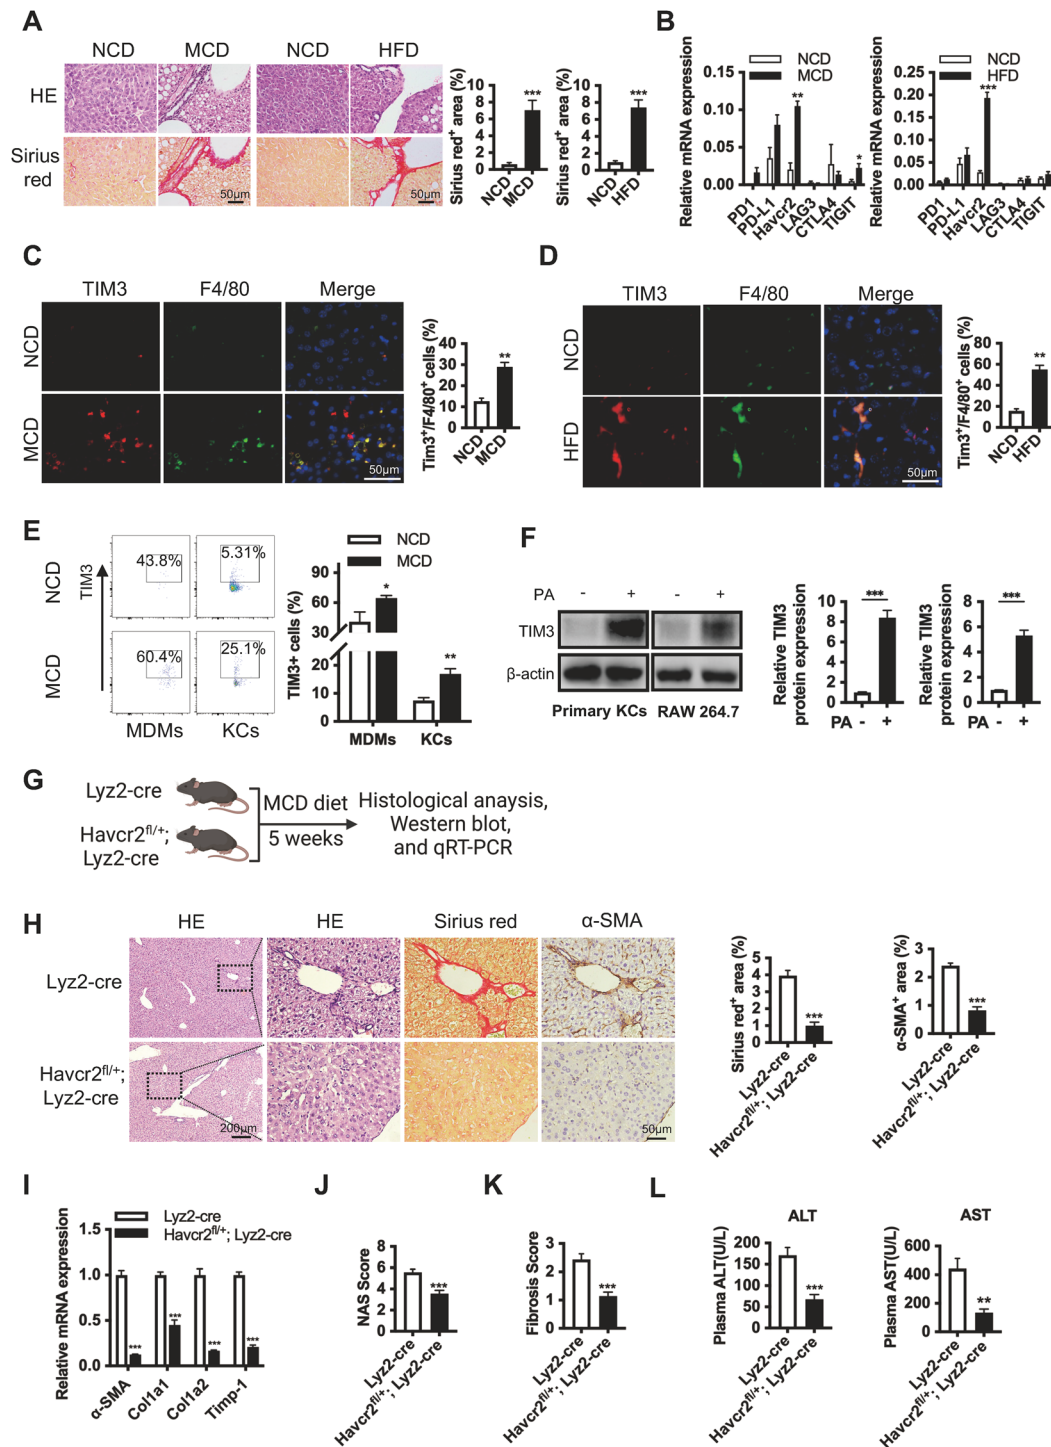 A
NCD MCD NCD HFD
HE
Sirius
red
50µm 50µm
Sirius red+ area (%)
10
8
6
4
2
0
***
NCD
MCD
Sirius red+ area (%)
10
8
6
4
2
0
***
NCD
HFD
B
Relative mRNA expression
NCD
MCD
0.15
0.10
0.05
0.00
**
*
PD1
PD-L1
Havcr2
LAG3
CTLA4
TIGIT
Relative mRNA expression
NCD
HFD
0.25
0.20
0.15
0.10
0.05
0.00
***
PD1
PD-L1
Havcr2
LAG3
CTLA4
TIGIT
C
TIM3 F4/80 Merge
NCD
MCD
50µm
Tim3+/F4/80+ cells (%)
40
30
20
10
0
**
NCD
MCD
D
TIM3 F4/80 Merge
NCD
HFD
50µm
Tim3+/F4/80+ cells (%)
80
60
40
20
0
**
NCD
HFD
E
NCD
MCD
TIM3
43.8% 5.31%
60.4% 25.1%
MDMs KCs
NCD
MCD
TIM3+ cells (%)
90
60
30
20
10
0
*
**
MDMs KCs
F
PA - + - +
TIM3
β-actin
Primary KCs RAW 264.7
Relative TIM3
protein expression
10
8
6
4
2
0
***
PA - +
Relative TIM3
protein expression
8
6
4
2
0
***
PA - +
G
Lyz2-cre
Havcr2fl/+;
Lyz2-cre
MCD diet
5 weeks
Histological anaysis,
Western blot,
and qRT-PCR
H
HE HE Sirius red α-SMA
Lyz2-cre
Havcr2fl/+;
Lyz2-cre
200µm 50µm
Sirius red+ area (%)
5
4
3
2
1
0
***
Lyz2-cre
Havcr2fl/+; Lyz2-cre
α-SMA+ area (%)
3
2
1
0
***
Lyz2-cre
Havcr2fl/+; Lyz2-cre
I
Lyz2-cre
Havcr2fl/+; Lyz2-cre
Relative mRNA expression
1.5
1.0
0.5
0.0
*** *** *** ***
α-SMA
Col1a1
Col1a2
Timp-1
J
NAS Score
8
6
4
2
0
***
Lyz2-cre
Havcr2fl/+; Lyz2-cre
K
Fibrosis Score
3
2
1
0
***
Lyz2-cre
Havcr2fl/+; Lyz2-cre
L
ALT
Plasma ALT(U/L)
200
150
100
50
0
***
Lyz2-cre
Havcr2fl/+; Lyz2-cre
AST
Plasma AST(U/L)
600
400
200
0
**
Lyz2-cre
Havcr2fl/+; Lyz2-cre